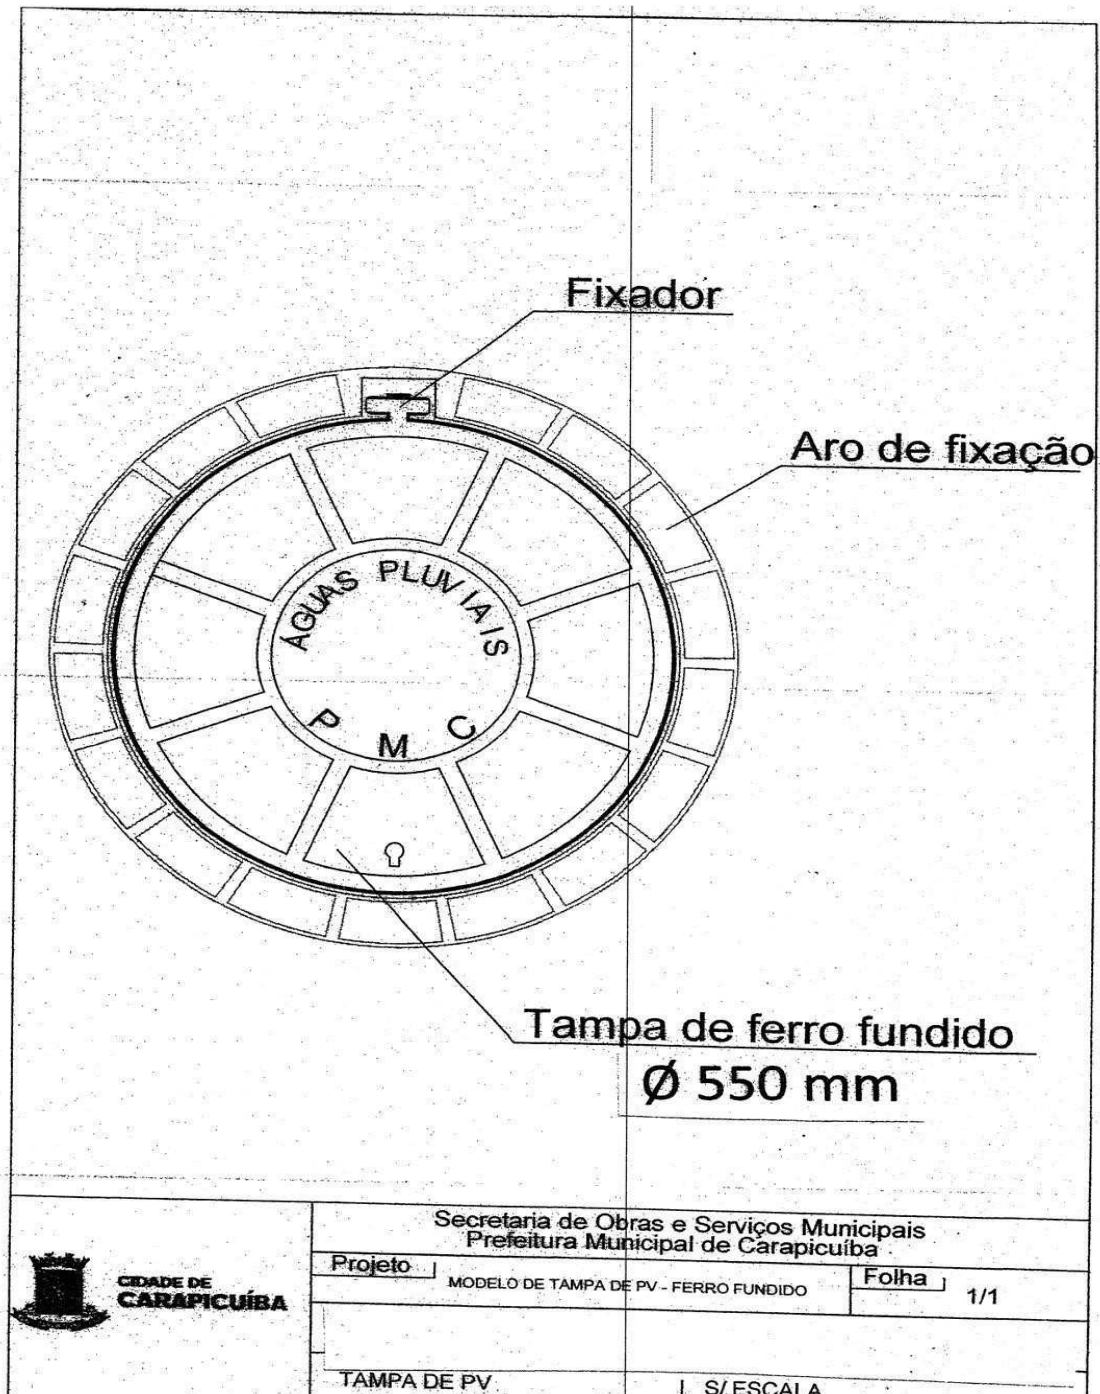 Fixador
Aro de fixação
ÁGUAS PLUVIAIS
P M C
Tampa de ferro fundido
Ø 550 mm
Secretaria de Obras e Serviços Municipais
Prefeitura Municipal de Carapicuíba
CIDADE DE
CARAPICUÍBA
Projeto
MODELO DE TAMPA DE PV - FERRO FUNDIDO
Folha
1/1
TAMPA DE PV
S/ ESCALA